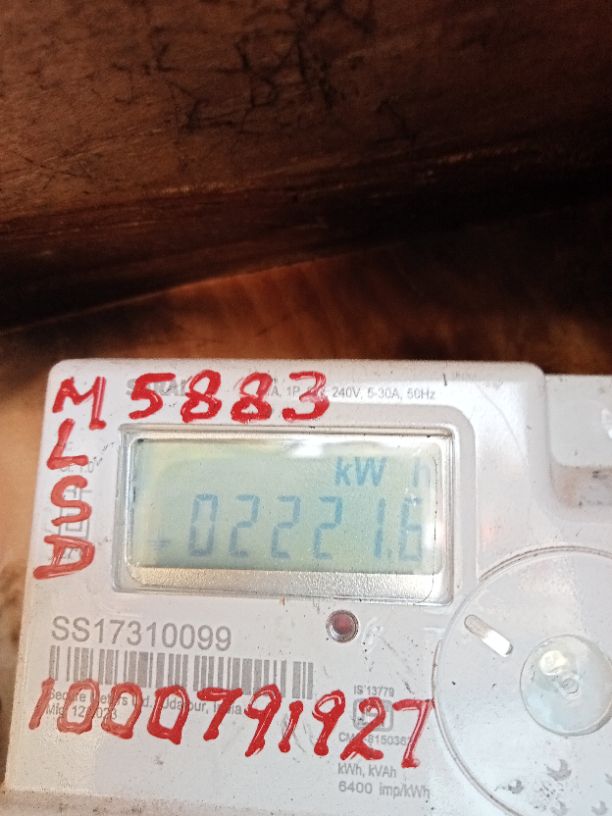 M 5883
L
S
D
1P, 240V, 5-30A, 50Hz
kW h
02221.6
SS17310099
Secure Meters Ltd., Udaipur, India
IS 13779
1000791927
kWh, kVAh
6400 imp/kWh